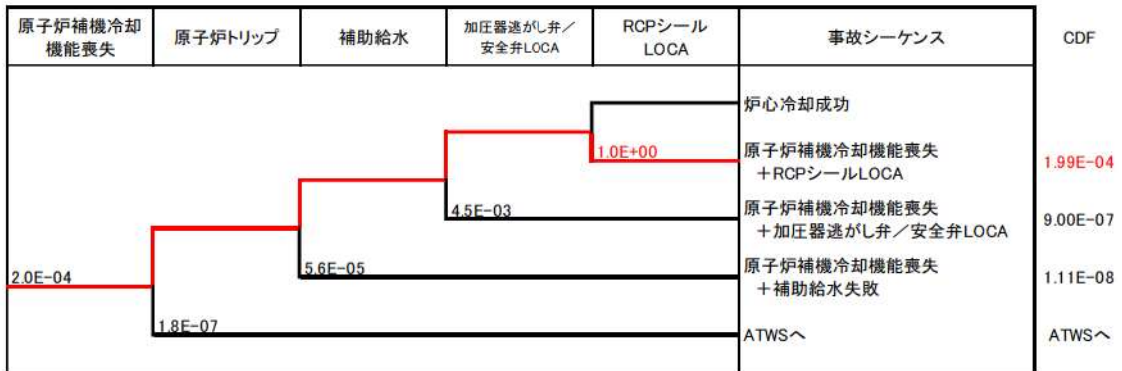 原子炉補機冷却
機能喪失
原子炉トリップ
補助給水
加圧器逃がし弁／
安全弁LOCA
RCPシール
LOCA
事故シーケンス
CDF
炉心冷却成功
1.0E+00
原子炉補機冷却機能喪失
＋RCPシールLOCA
1.99E-04
4.5E-03
原子炉補機冷却機能喪失
＋加圧器逃がし弁／安全弁LOCA
9.00E-07
2.0E-04
5.6E-05
原子炉補機冷却機能喪失
＋補助給水失敗
1.11E-08
1.8E-07
ATWSへ
ATWSへ